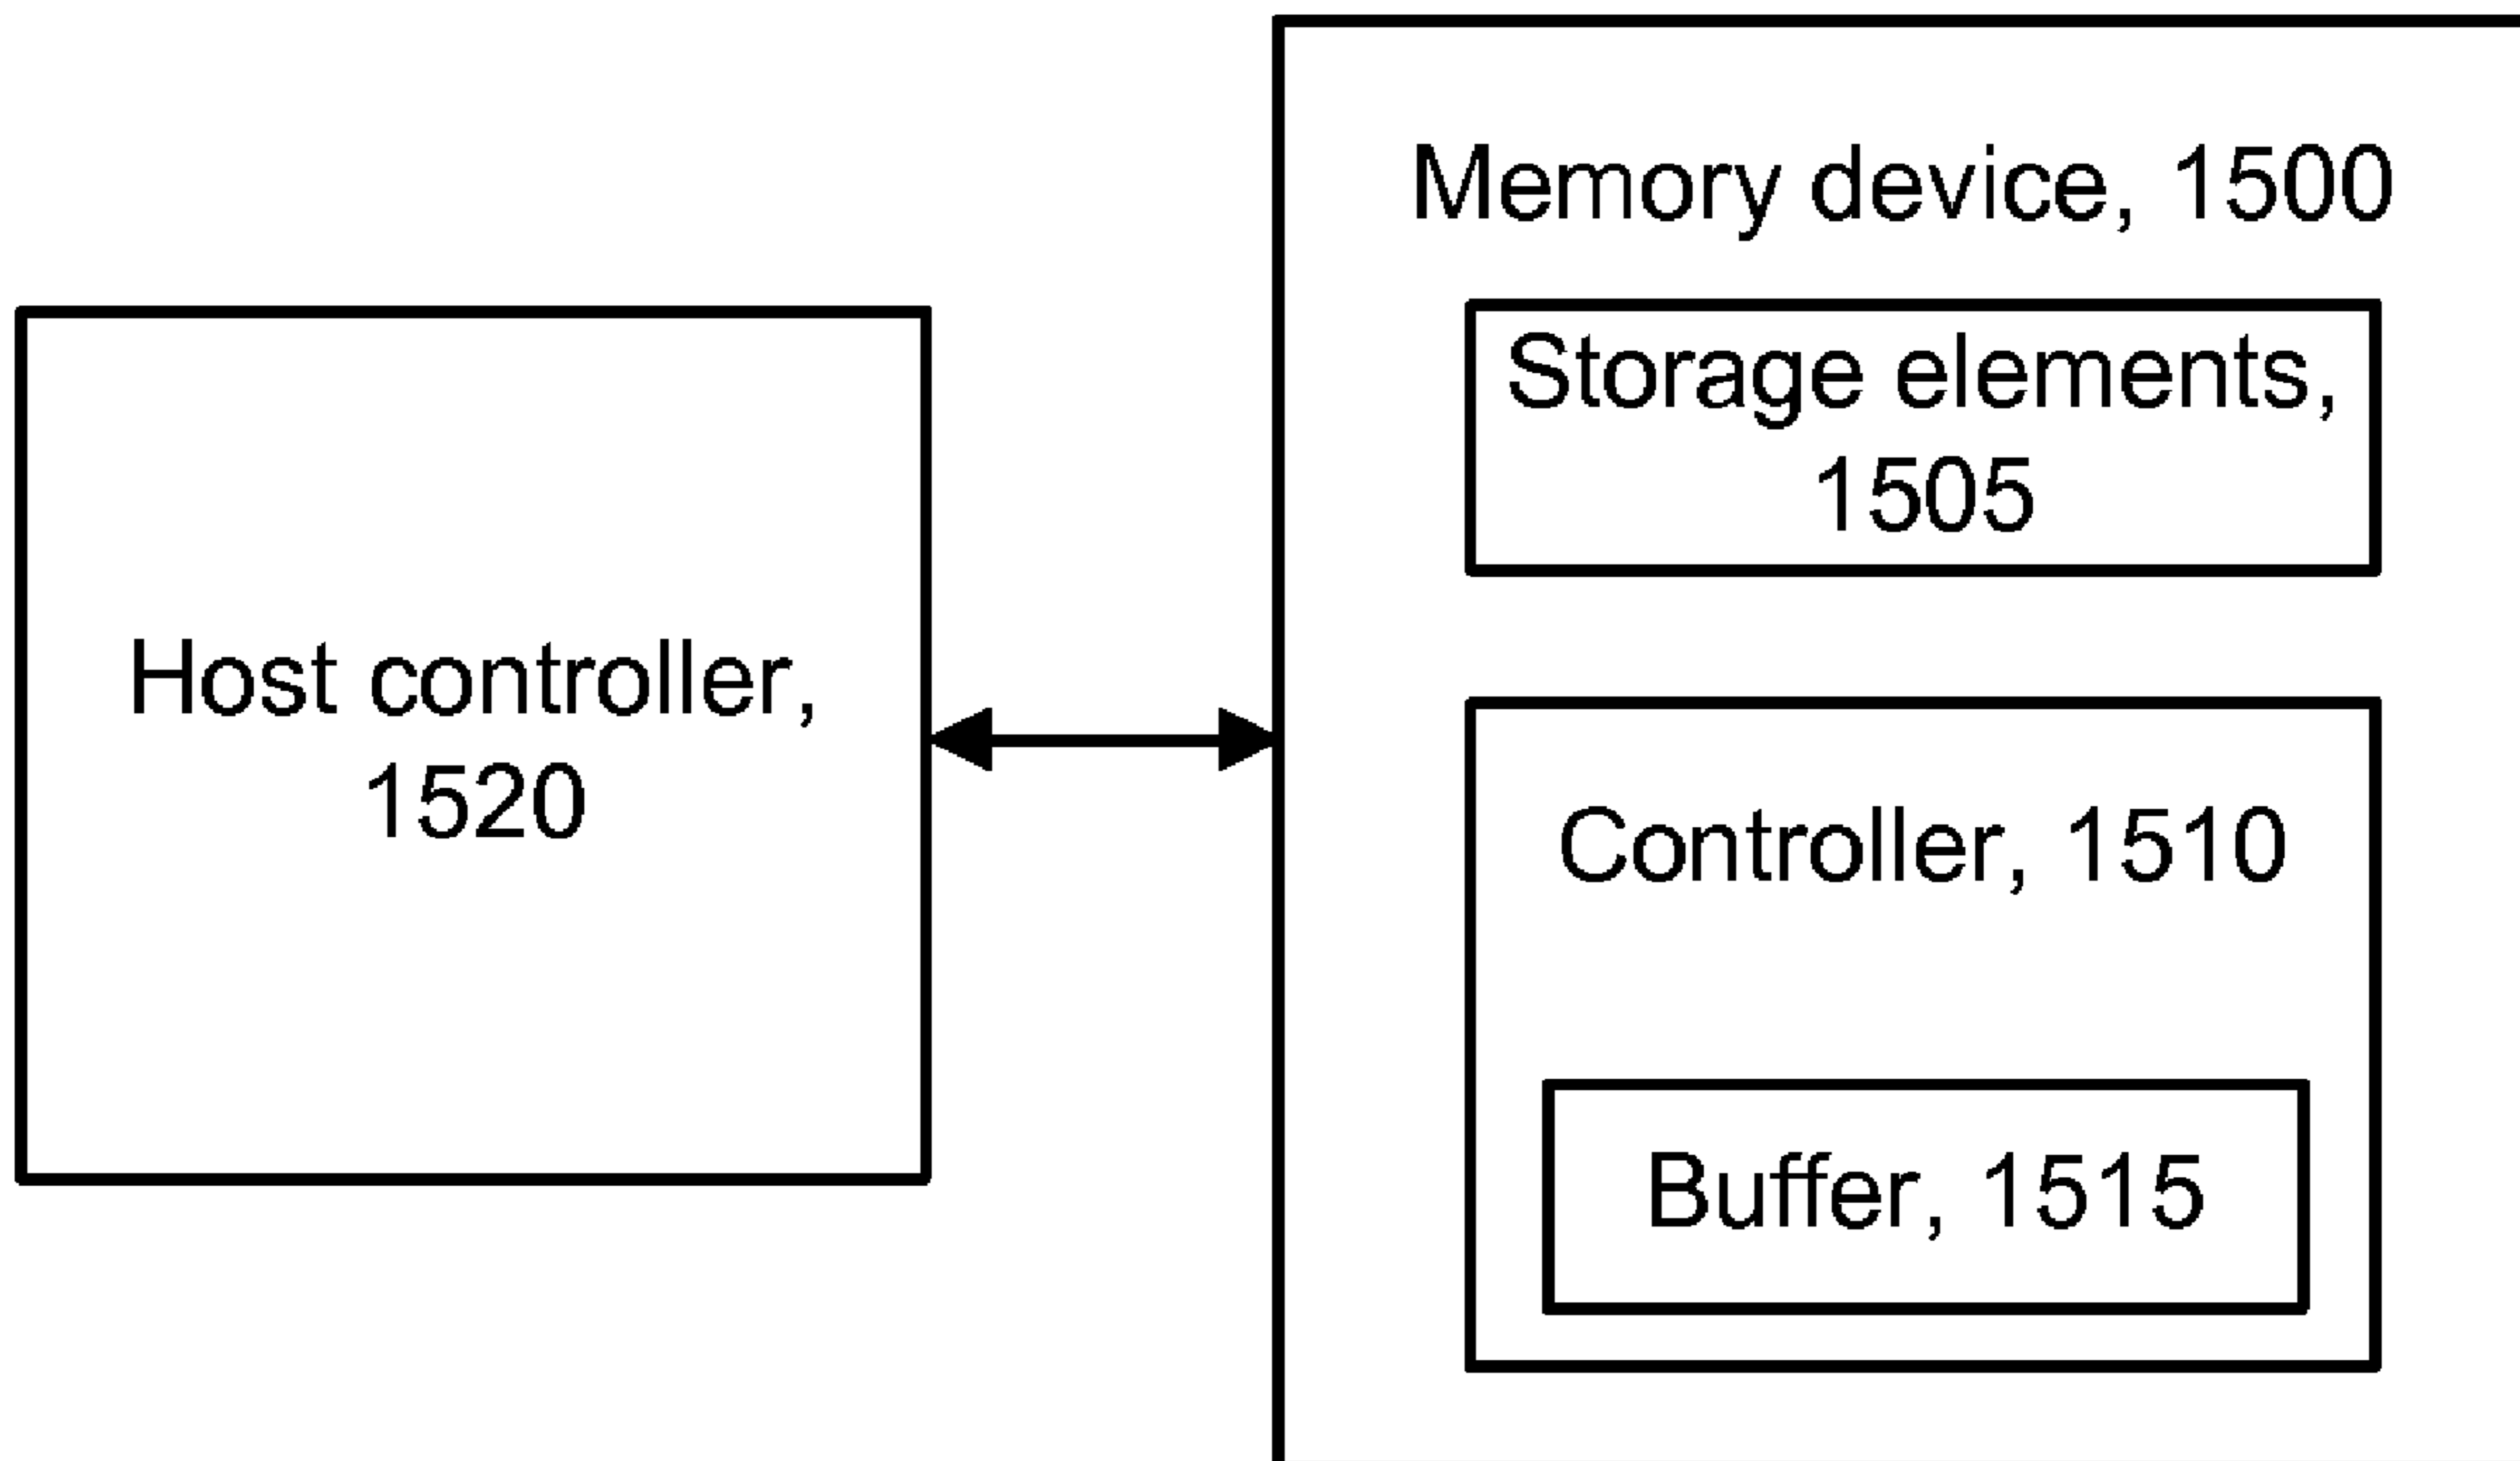 Memory device, 1500
Storage elements,
1505
Host controller,
1520
Controller, 1510
Buffer, 1515